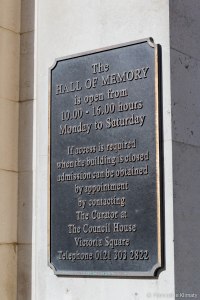 The
HALL OF MEMORY
is open from
10.00 - 16.00 hours
Monday to Saturday
If access is required
when the building is closed
admission can be obtained
by appointment
by contacting
The Curator at
The Council House
Victoria Square
Telephone 0121 303 2822